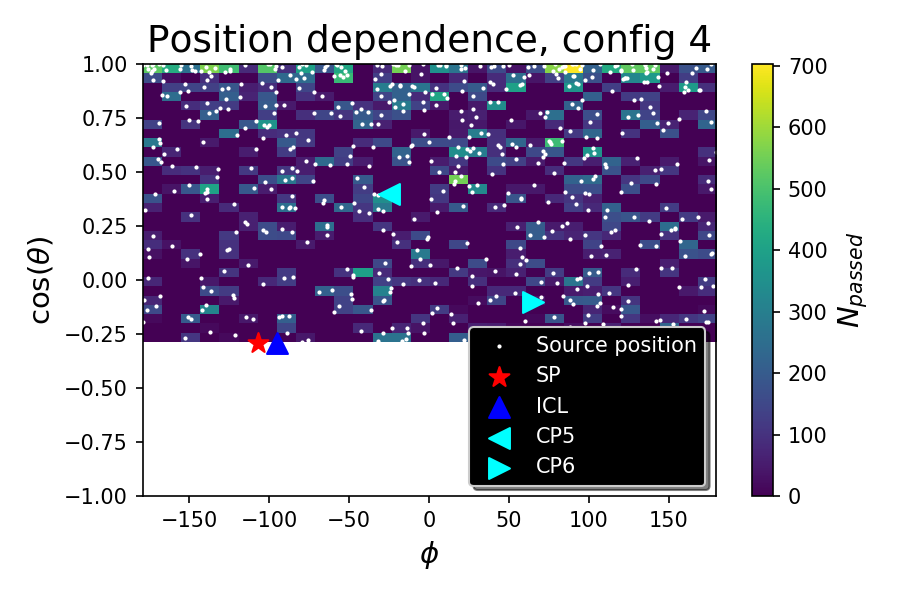 Position dependence, config 4
1.00
0.75
0.50
0.25
0.00
−0.25
−0.50
−0.75
−1.00
cos(θ)
−150 −100 −50 0 50 100 150
ϕ
Source position
SP
ICL
CP5
CP6
700
600
500
400
300
200
100
0
N_passed